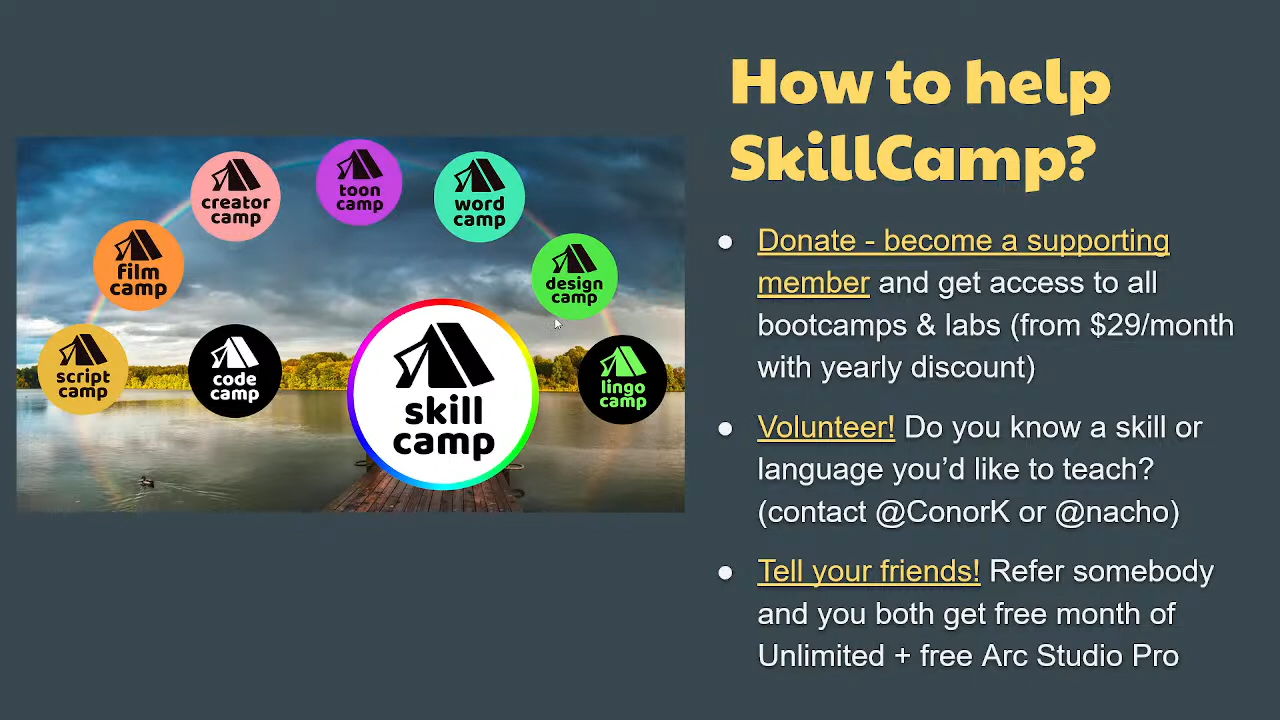 How to help
SkillCamp?
Donate - become a supporting
member and get access to all
bootcamps & labs (from $29/month
with yearly discount)
Volunteer! Do you know a skill or
language you’d like to teach?
(contact @ConorK or @nacho)
Tell your friends! Refer somebody
and you both get free month of
Unlimited + free Arc Studio Pro
creator
camp
toon
camp
word
camp
film
camp
design
camp
script
camp
code
camp
skill
camp
lingo
camp